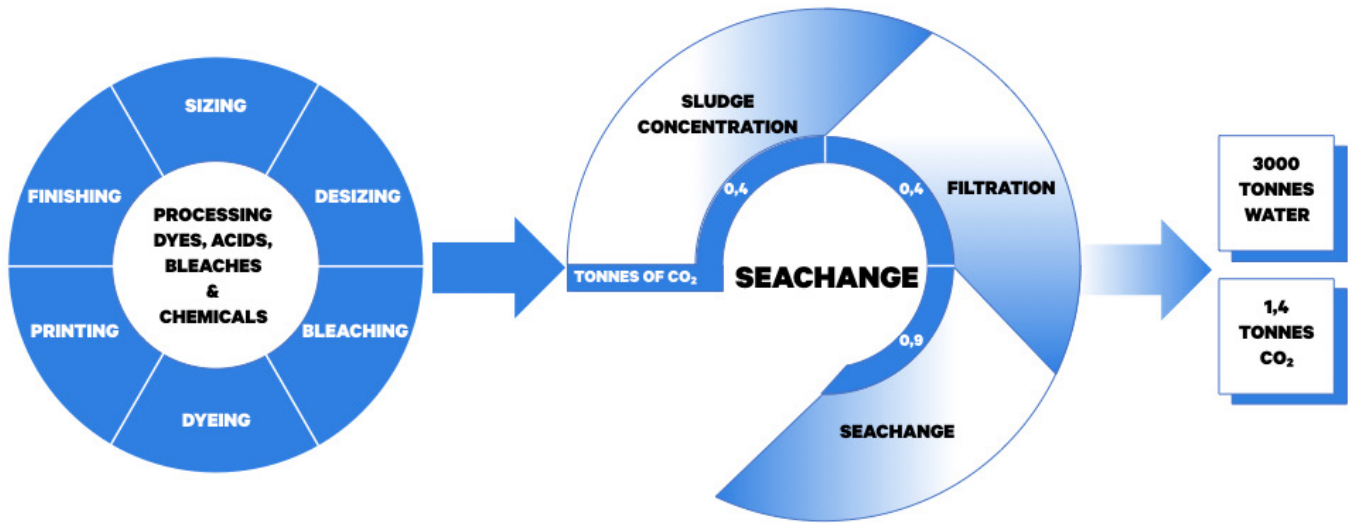 SIZING
FINISHING
DESIZING
PROCESSING
DYES, ACIDS,
BLEACHES
&
CHEMICALS
PRINTING
BLEACHING
DYEING
SLUDGE
CONCENTRATION
0,4
0,4
FILTRATION
TONNES OF CO₂
SEACHANGE
0,9
SEACHANGE
3000
TONNES
WATER
1,4
TONNES
CO₂